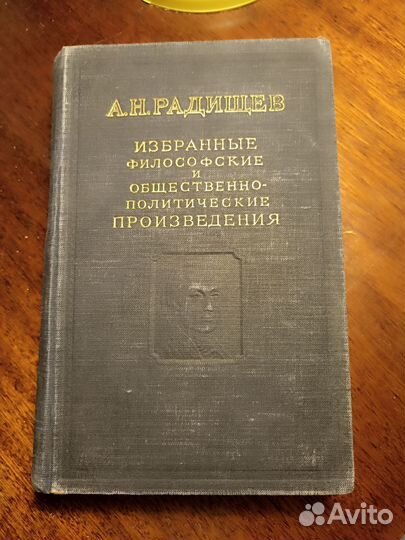 А.Н.РАДИЩЕВ
ИЗБРАННЫЕ
ФИЛОСОФСКИЕ
И
ОБЩЕСТВЕННО-
ПОЛИТИЧЕСКИЕ
ПРОИЗВЕДЕНИЯ
Avito